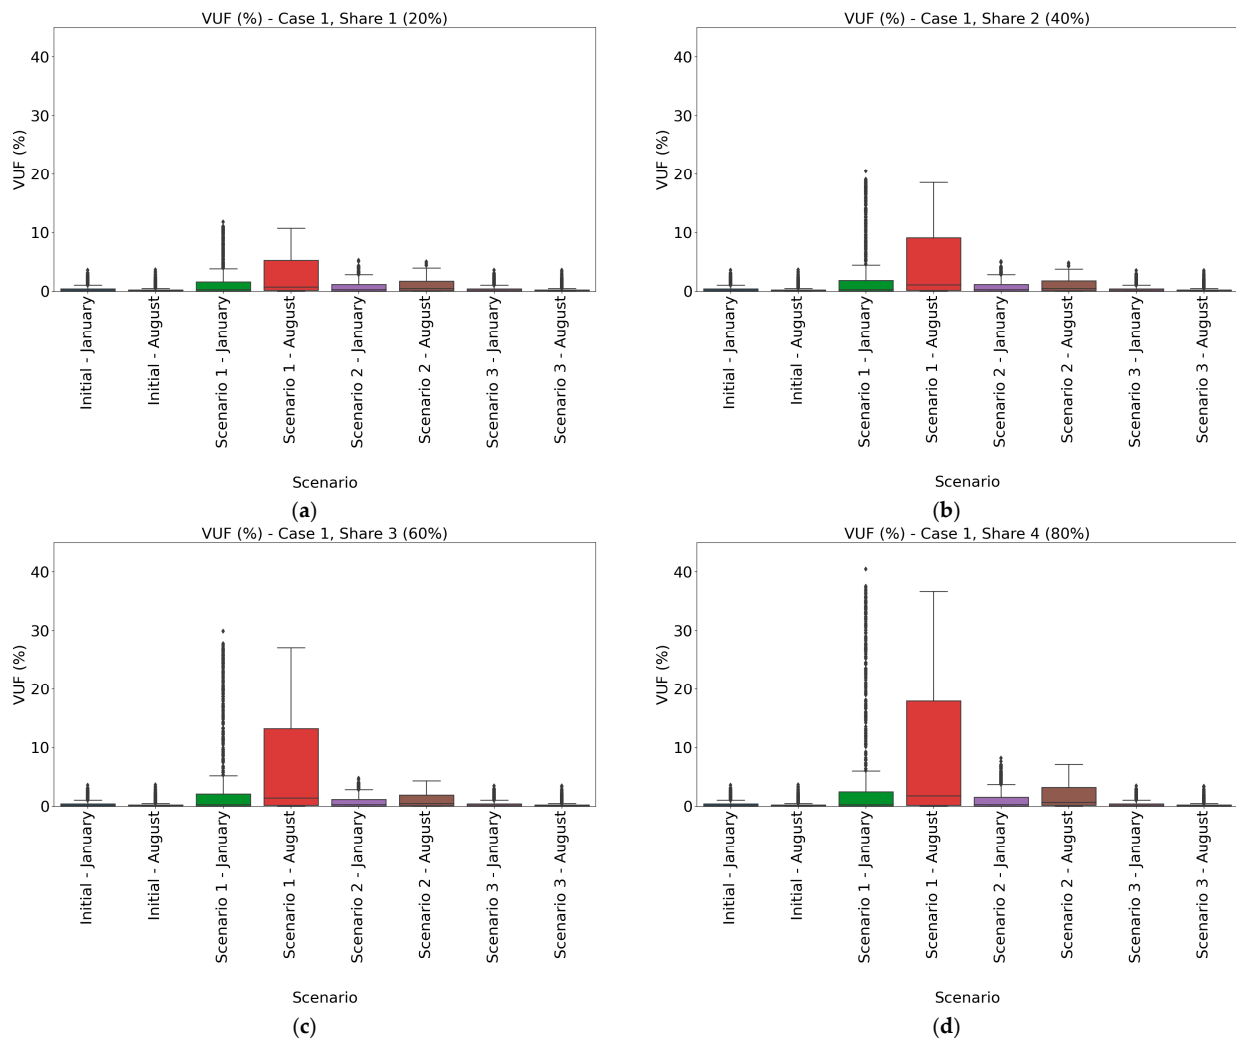 VUF (%) - Case 1, Share 1 (20%)
VUF (%)
40
30
20
10
0
Initial - January
Initial - August
Scenario 1 - January
Scenario 1 - August
Scenario 2 - January
Scenario 2 - August
Scenario 3 - January
Scenario 3 - August
Scenario
(a)
VUF (%) - Case 1, Share 2 (40%)
VUF (%)
40
30
20
10
0
Initial - January
Initial - August
Scenario 1 - January
Scenario 1 - August
Scenario 2 - January
Scenario 2 - August
Scenario 3 - January
Scenario 3 - August
Scenario
(b)
VUF (%) - Case 1, Share 3 (60%)
VUF (%)
40
30
20
10
0
Initial - January
Initial - August
Scenario 1 - January
Scenario 1 - August
Scenario 2 - January
Scenario 2 - August
Scenario 3 - January
Scenario 3 - August
Scenario
(c)
VUF (%) - Case 1, Share 4 (80%)
VUF (%)
40
30
20
10
0
Initial - January
Initial - August
Scenario 1 - January
Scenario 1 - August
Scenario 2 - January
Scenario 2 - August
Scenario 3 - January
Scenario 3 - August
Scenario
(d)